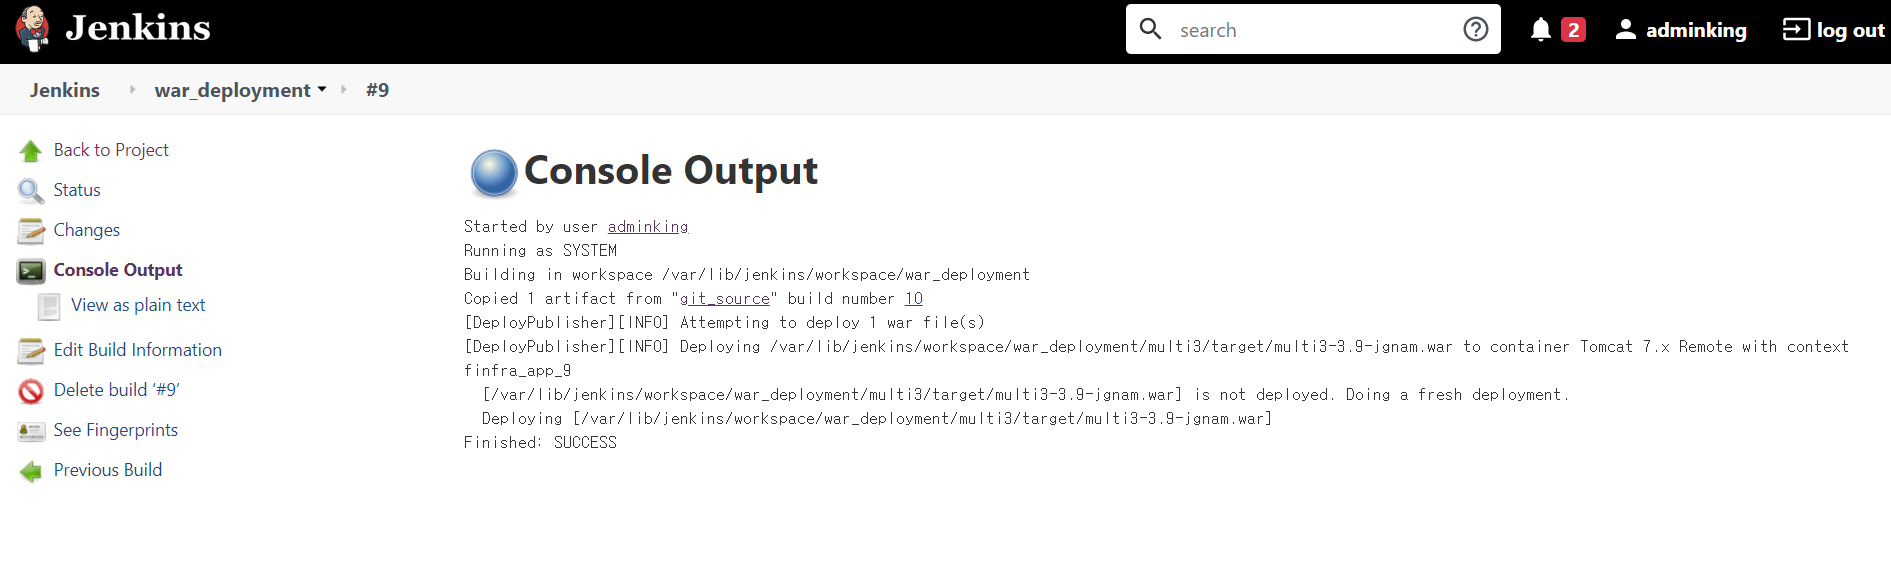 Jenkins
search
2
adminking
log out
Jenkins
war_deployment
#9
Back to Project
Status
Changes
Console Output
View as plain text
Edit Build Information
Delete build ‘#9’
See Fingerprints
Previous Build
Console Output
Started by user adminking
Running as SYSTEM
Building in workspace /var/lib/jenkins/workspace/war_deployment
Copied 1 artifact from "git_source" build number 10
[DeployPublisher][INFO] Attempting to deploy 1 war file(s)
[DeployPublisher][INFO] Deploying /var/lib/jenkins/workspace/war_deployment/multi3/target/multi3-3.9-jgnam.war to container Tomcat 7.x Remote with context
finfra_app_9
[/var/lib/jenkins/workspace/war_deployment/multi3/target/multi3-3.9-jgnam.war] is not deployed. Doing a fresh deployment.
Deploying [/var/lib/jenkins/workspace/war_deployment/multi3/target/multi3-3.9-jgnam.war]
Finished: SUCCESS